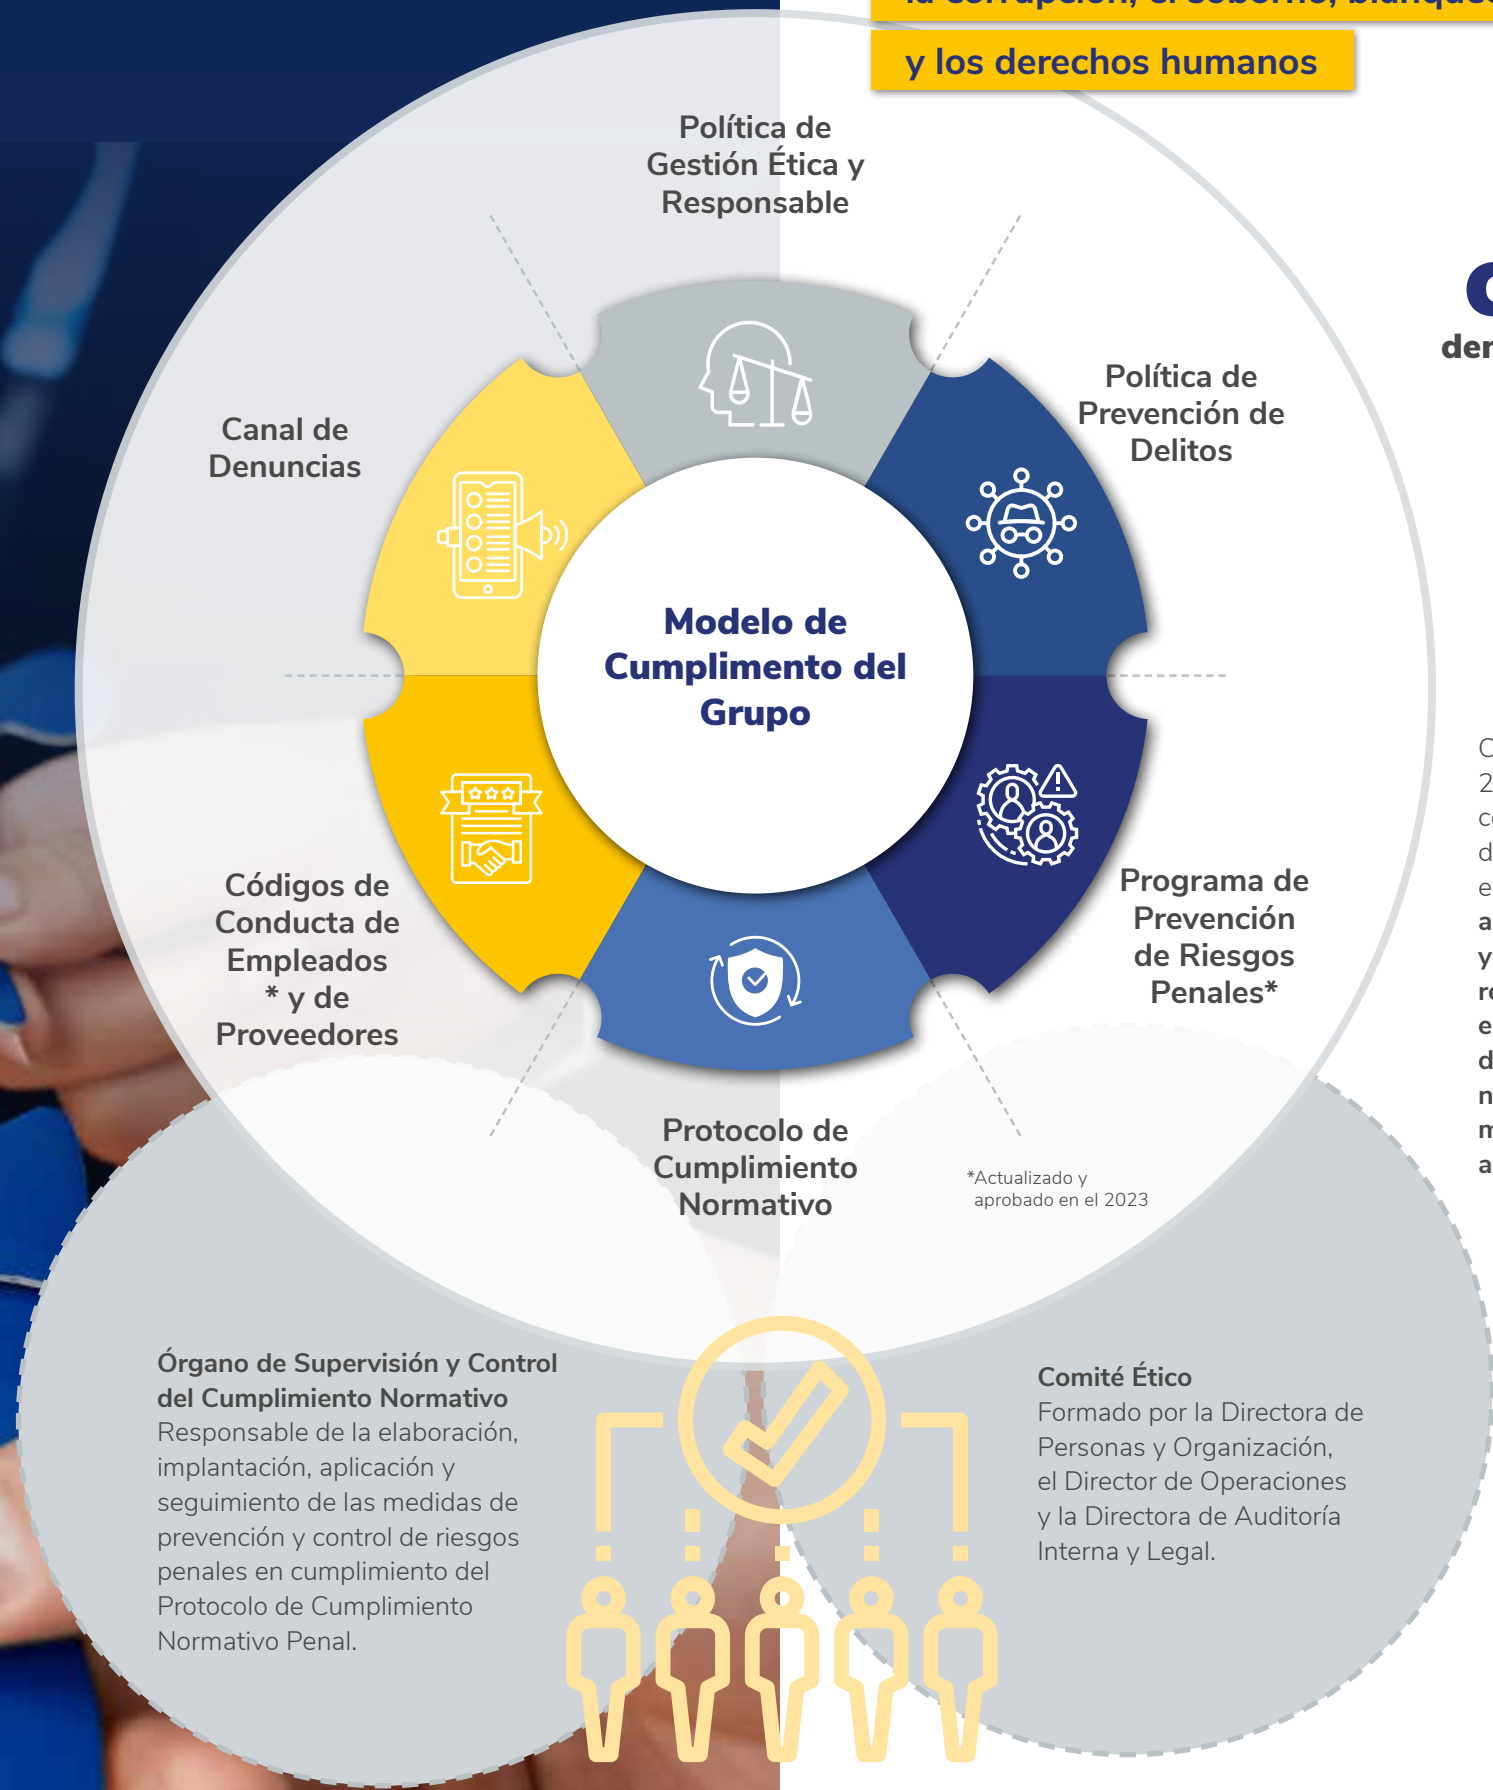 y los derechos humanos
Política de
Gestión Ética y
Responsable
Política de
Prevención de
Delitos
Canal de
Denuncias
Modelo de
Cumplimento del
Grupo
Códigos de
Conducta de
Empleados
* y de
Proveedores
Programa de
Prevención
de Riesgos
Penales*
Protocolo de
Cumplimiento
Normativo
*Actualizado y
aprobado en el 2023
Órgano de Supervisión y Control
del Cumplimiento Normativo
Responsable de la elaboración,
implantación, aplicación y
seguimiento de las medidas de
prevención y control de riesgos
penales en cumplimiento del
Protocolo de Cumplimiento
Normativo Penal.
Comité Ético
Formado por la Directora de
Personas y Organización,
el Director de Operaciones
y la Directora de Auditoría
Interna y Legal.